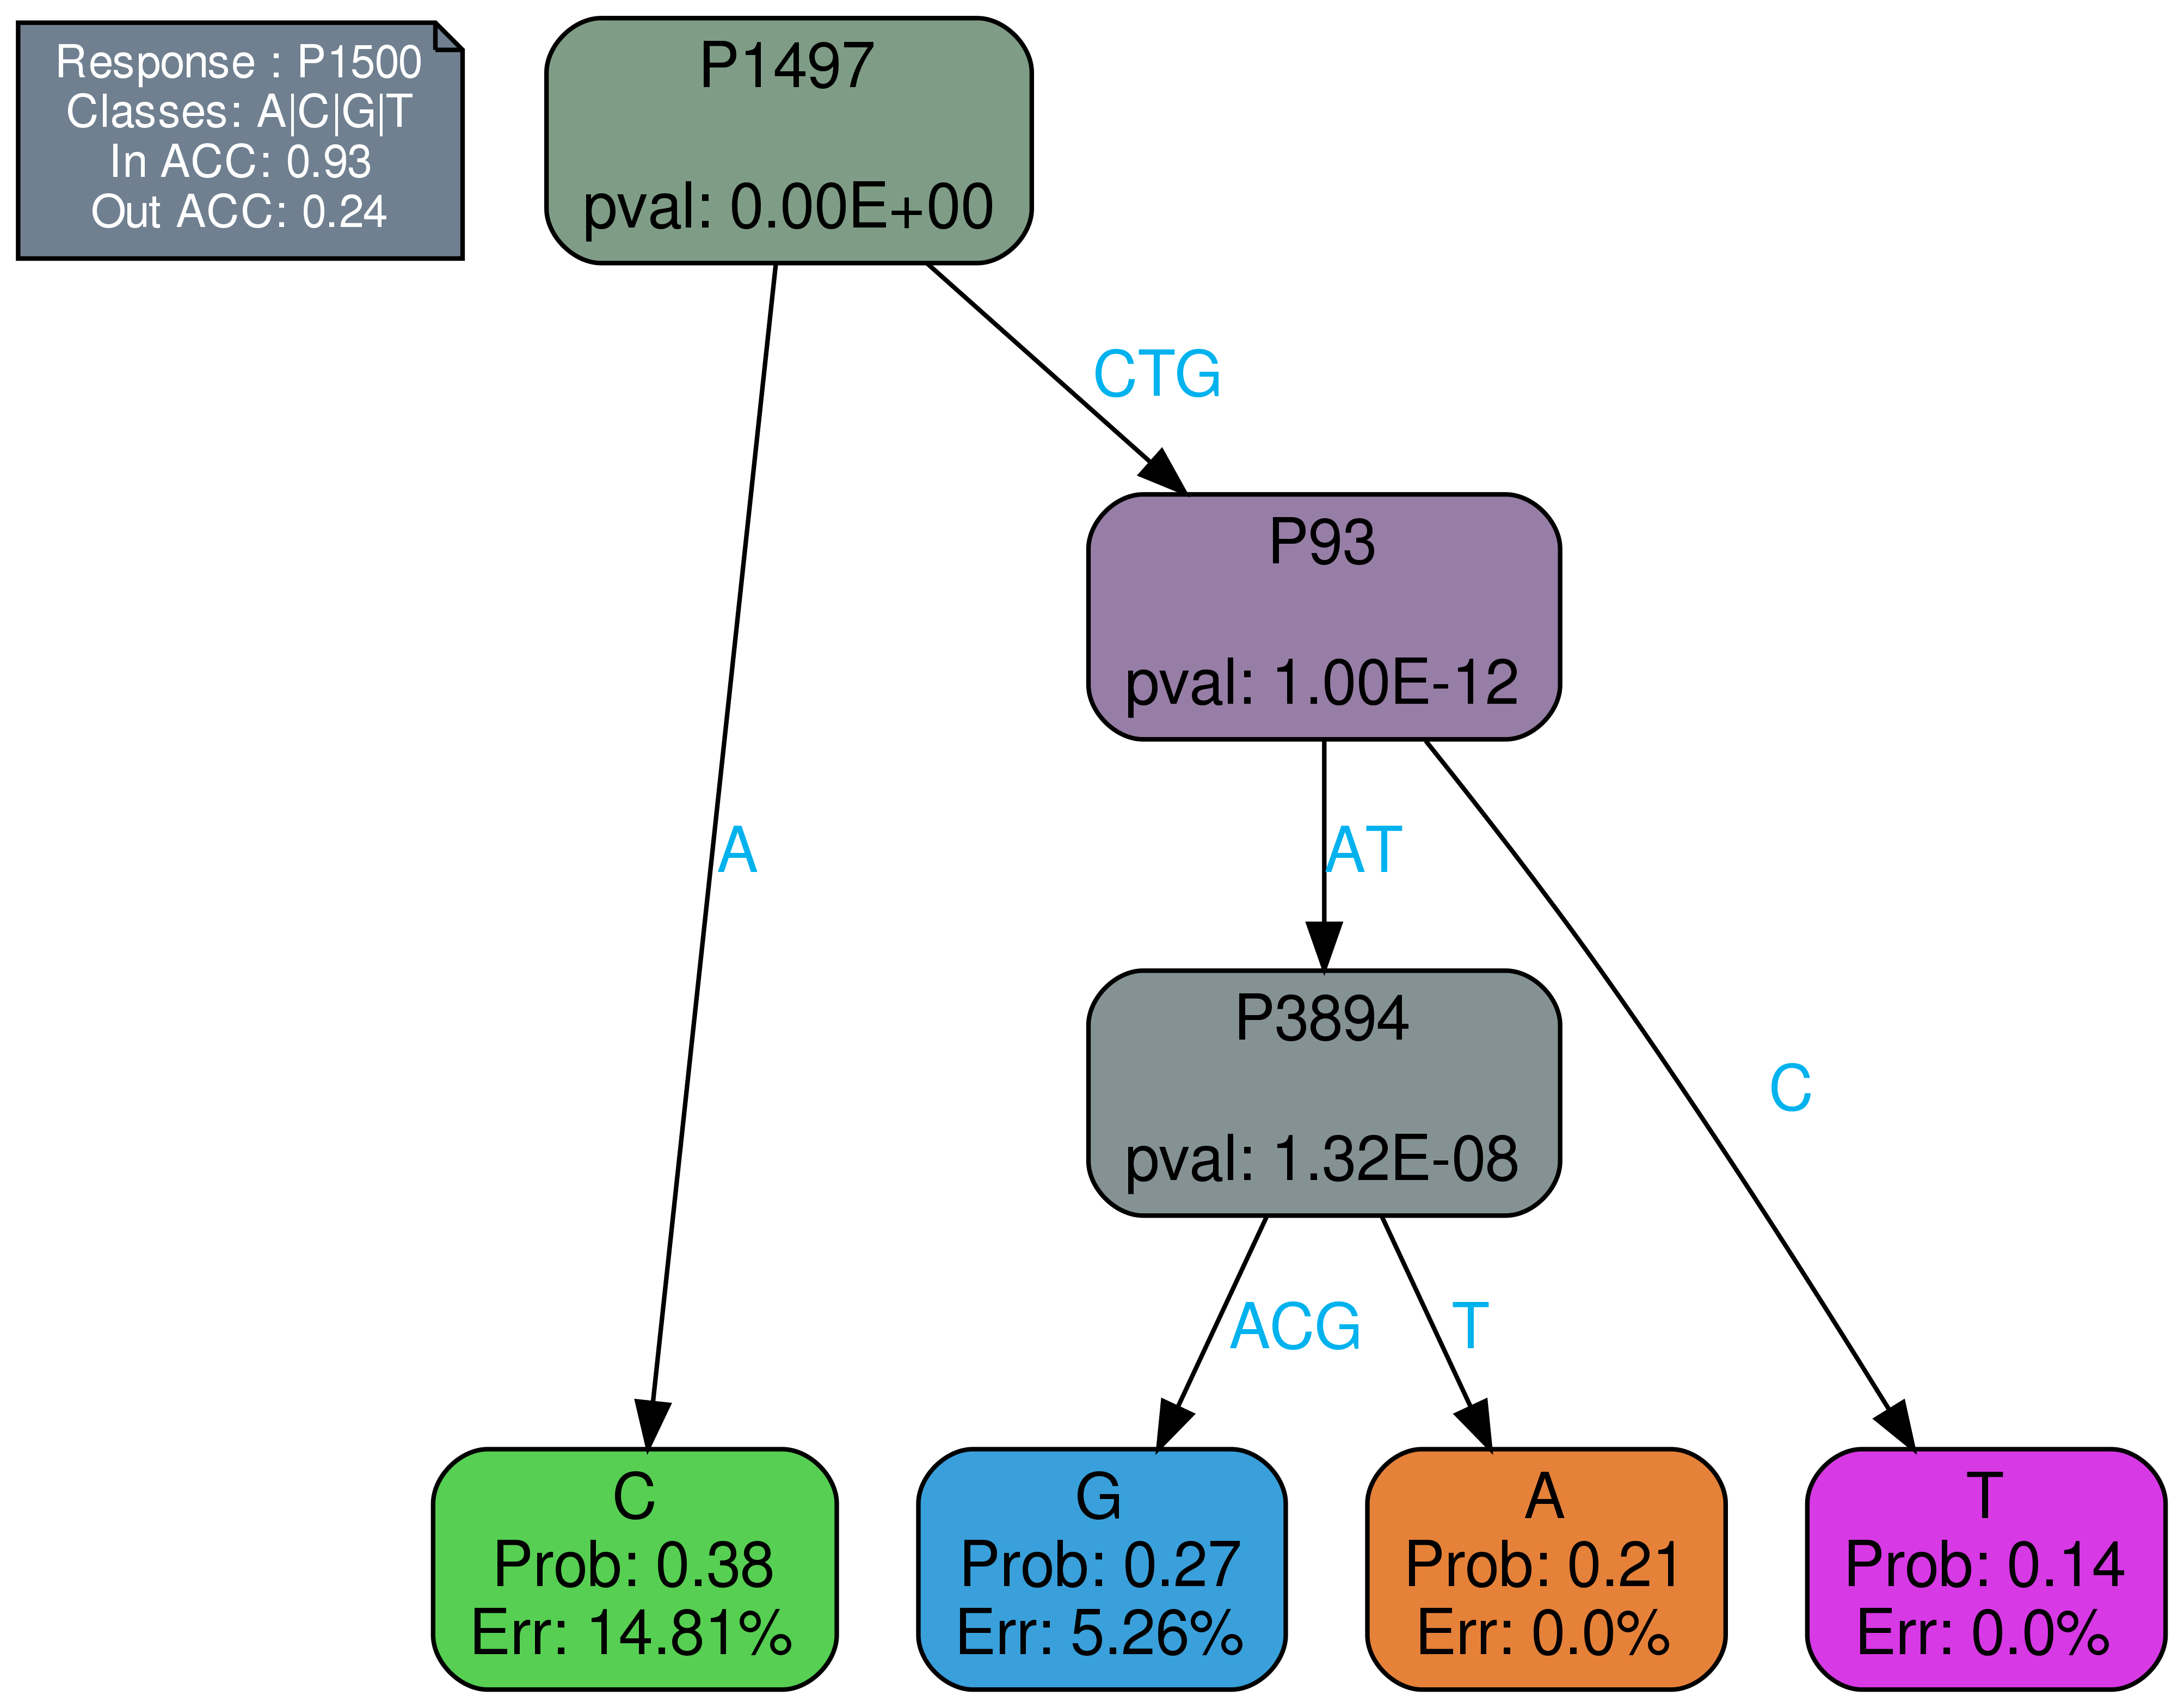 Response : P1500
Classes: A|C|G|T
In ACC: 0.93
Out ACC: 0.24
P1497
pval: 0.00E+00
CTG
P93
pval: 1.00E-12
A
AT
P3894
pval: 1.32E-08
C
ACG
T
C
Prob: 0.38
Err: 14.81%
G
Prob: 0.27
Err: 5.26%
A
Prob: 0.21
Err: 0.0%
T
Prob: 0.14
Err: 0.0%